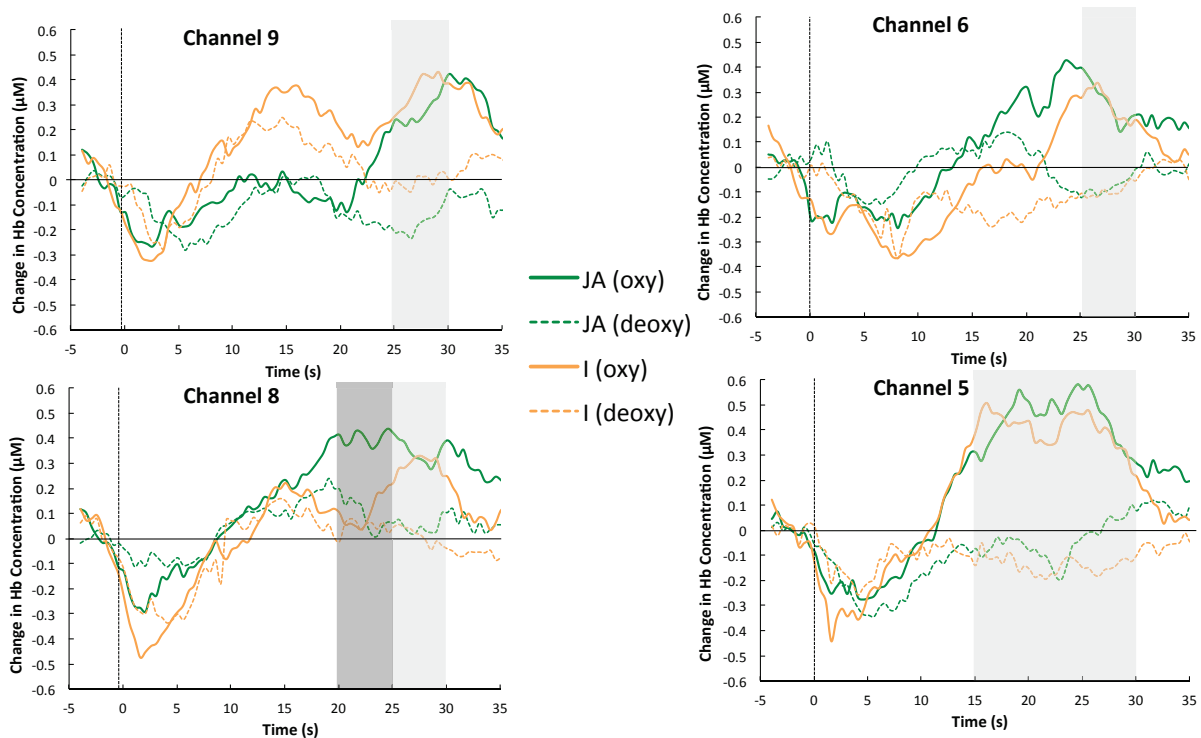 Channel 9
Change in Hb Concentration (μM)
0.6
0.5
0.4
0.3
0.2
0.1
0
-0.1
-0.2
-0.3
-0.4
-0.5
-0.6
-5 0 5 10 15 20 25 30 35
Time (s)
Channel 6
Change in Hb Concentration (μM)
0.6
0.5
0.4
0.3
0.2
0.1
0
-0.1
-0.2
-0.3
-0.4
-0.5
-0.6
-5 0 5 10 15 20 25 30 35
Time (s)
JA (oxy)
JA (deoxy)
I (oxy)
I (deoxy)
Channel 8
Change in Hb Concentration (μM)
0.6
0.5
0.4
0.3
0.2
0.1
0
-0.1
-0.2
-0.3
-0.4
-0.5
-0.6
-5 0 5 10 15 20 25 30 35
Time (s)
Channel 5
Change in Hb Concentration (μM)
0.6
0.5
0.4
0.3
0.2
0.1
0
-0.1
-0.2
-0.3
-0.4
-0.5
-0.6
-5 0 5 10 15 20 25 30 35
Time (s)